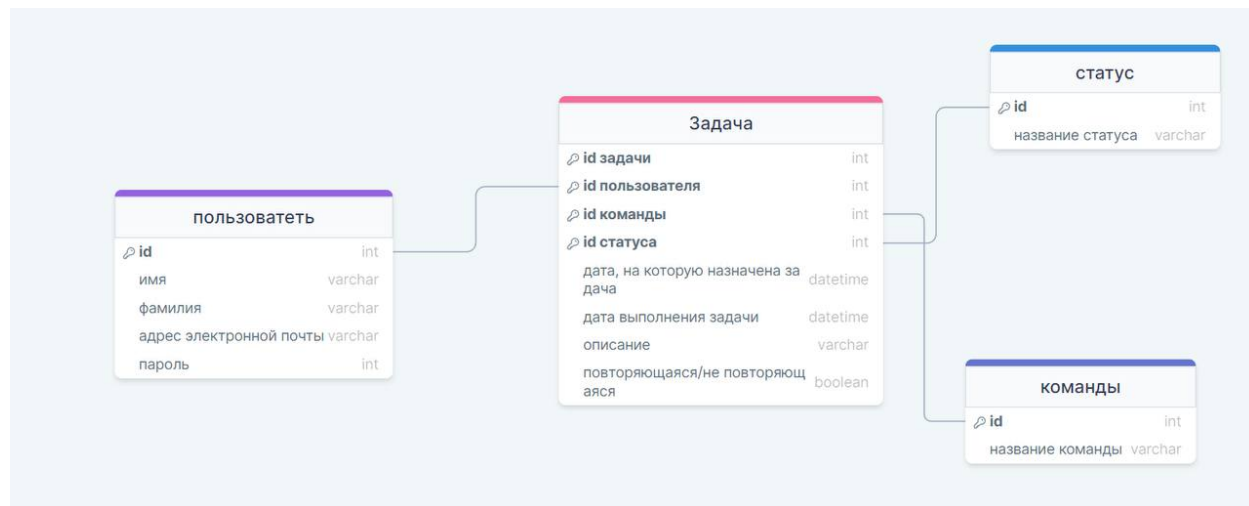 пользоватеть
id int
имя varchar
фамилия varchar
адрес электронной почты varchar
пароль int
Задача
id задачи int
id пользователя int
id команды int
id статуса int
дата, на которую назначена за
дача datetime
дата выполнения задачи datetime
описание varchar
повторяющаяся/не повторяющ
аяся boolean
статус
id int
название статуса varchar
команды
id int
название команды varchar